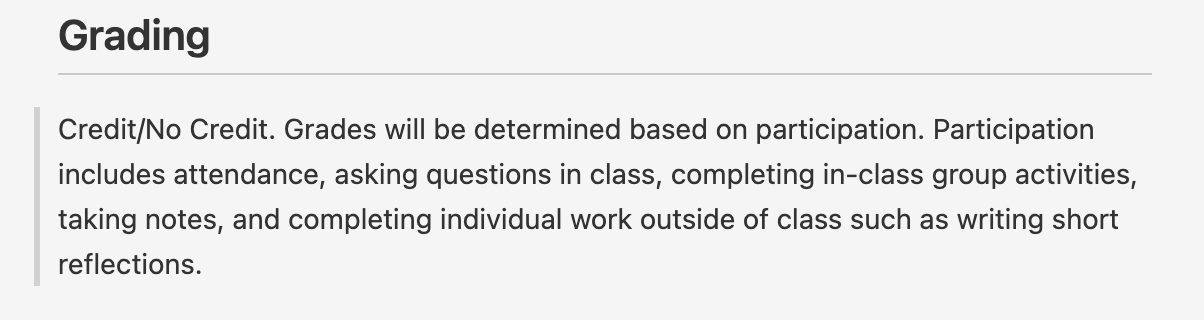 Grading
Credit/No Credit. Grades will be determined based on participation. Participation
includes attendance, asking questions in class, completing in-class group activities,
taking notes, and completing individual work outside of class such as writing short
reflections.